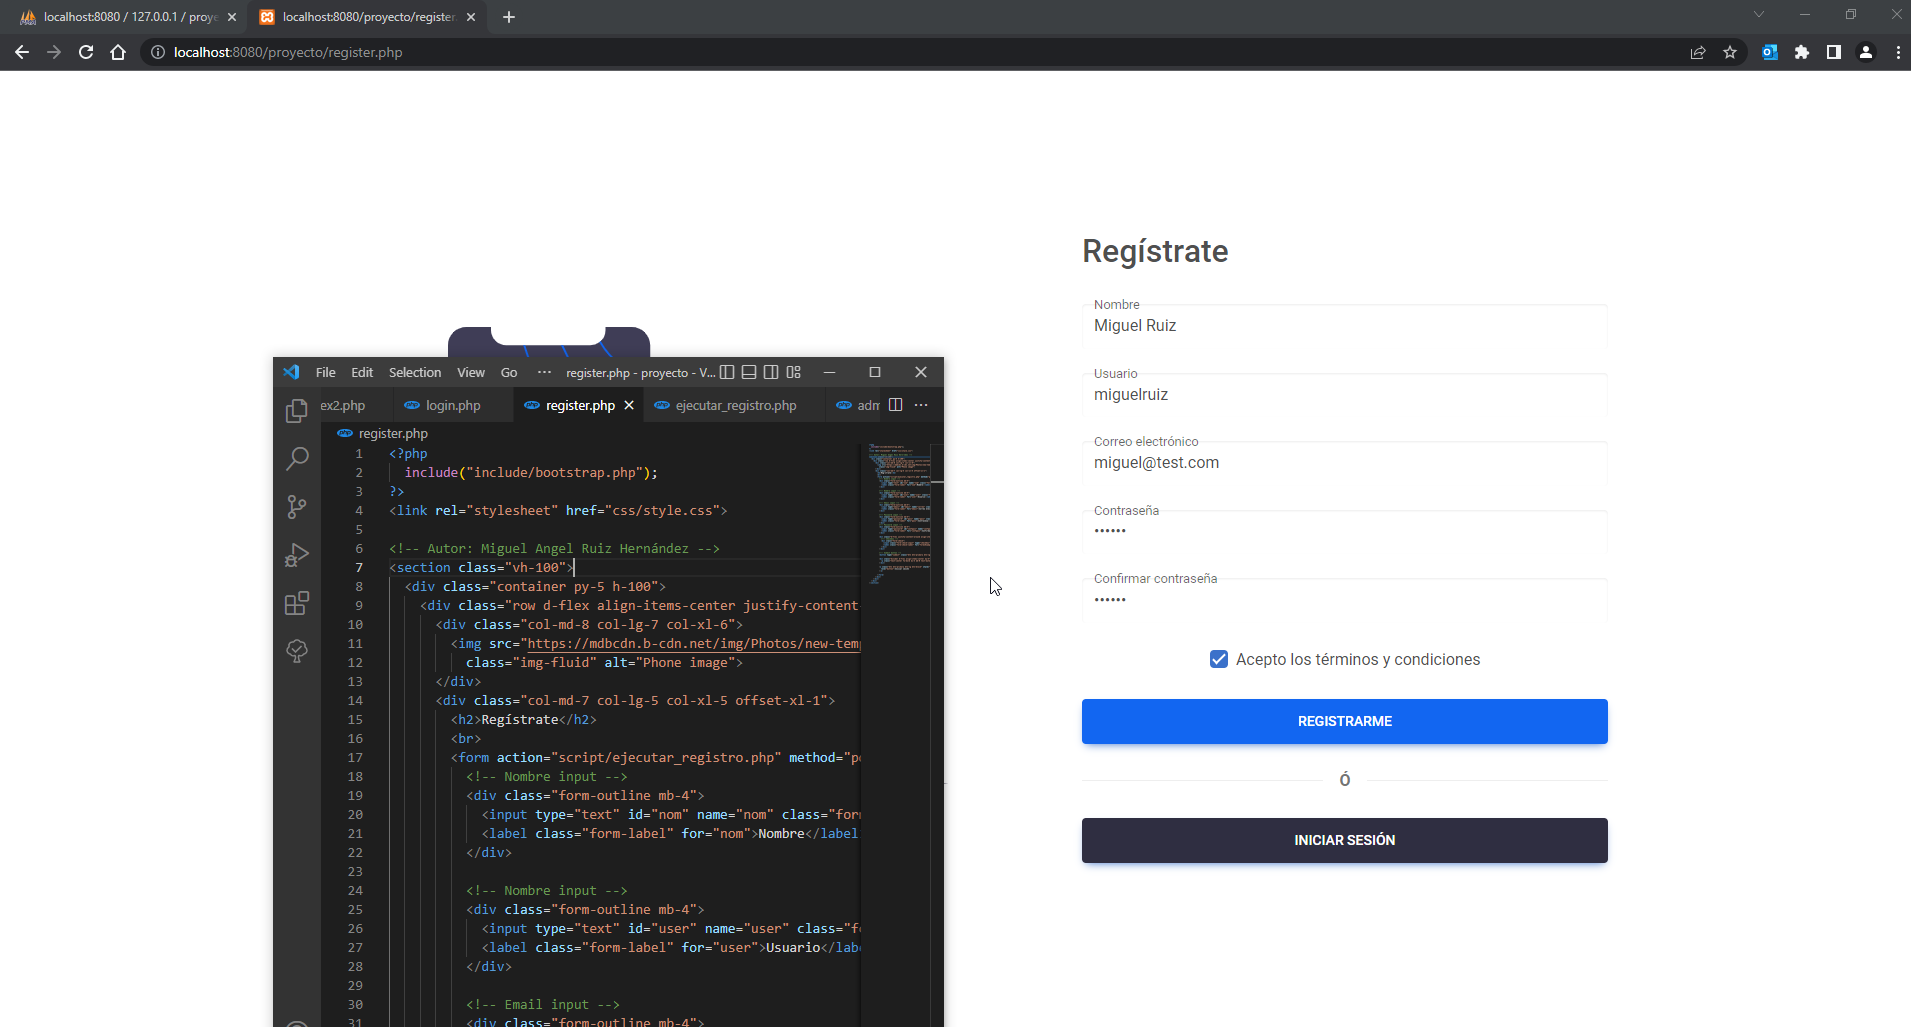 localhost:8080 / 127.0.0.1 / proye
localhost:8080/proyecto/register.
localhost:8080/proyecto/register.php
Regístrate
Nombre
Miguel Ruiz
Usuario
miguelruiz
Correo electrónico
miguel@test.com
Contraseña
••••••
Confirmar contraseña
••••••
Acepto los términos y condiciones
REGISTRARME
Ó
INICIAR SESIÓN
File Edit Selection View Go ··· register.php - proyecto - V...
ex2.php login.php register.php ejecutar_registro.php adm
register.php
1 <?php
2 include("include/bootstrap.php");
3 ?>
4 <link rel="stylesheet" href="css/style.css">
5
6 <!-- Autor: Miguel Angel Ruiz Hernández -->
7 <section class="vh-100">
8 <div class="container py-5 h-100">
9 <div class="row d-flex align-items-center justify-content
10 <div class="col-md-8 col-lg-7 col-xl-6">
11 <img src="https://mdbcdn.b-cdn.net/img/Photos/new-temp
12 class="img-fluid" alt="Phone image">
13 </div>
14 <div class="col-md-7 col-lg-5 col-xl-5 offset-xl-1">
15 <h2>Regístrate</h2>
16 <br>
17 <form action="script/ejecutar_registro.php" method="po
18 <!-- Nombre input -->
19 <div class="form-outline mb-4">
20 <input type="text" id="nom" name="nom" class="form
21 <label class="form-label" for="nom">Nombre</label
22 </div>
23
24 <!-- Nombre input -->
25 <div class="form-outline mb-4">
26 <input type="text" id="user" name="user" class="fo
27 <label class="form-label" for="user">Usuario</labe
28 </div>
29
30 <!-- Email input -->
31 <div class="form-outline mb-4">